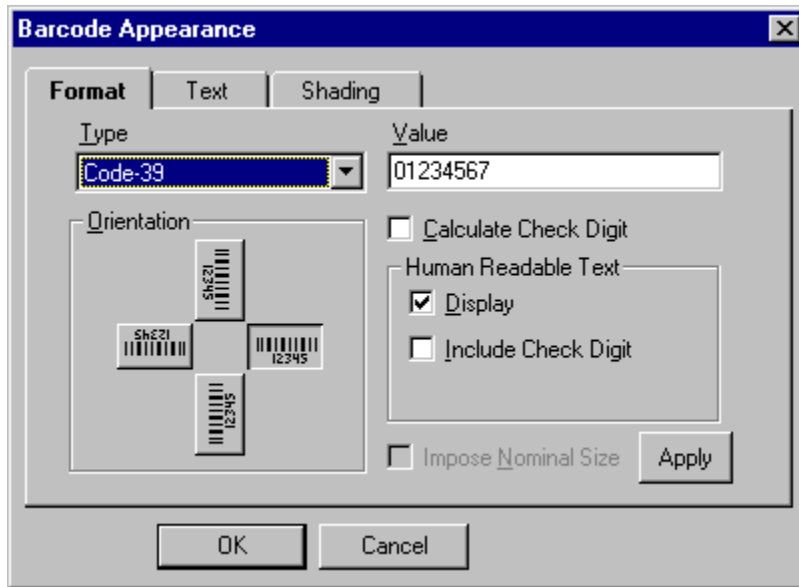 Barcode Appearance
Format Text Shading
Type Value
Code-39 01234567
Orientation Calculate Check Digit
12345
Human Readable Text
Display
12345 12345
Include Check Digit
12345
Impose Nominal Size Apply
OK Cancel